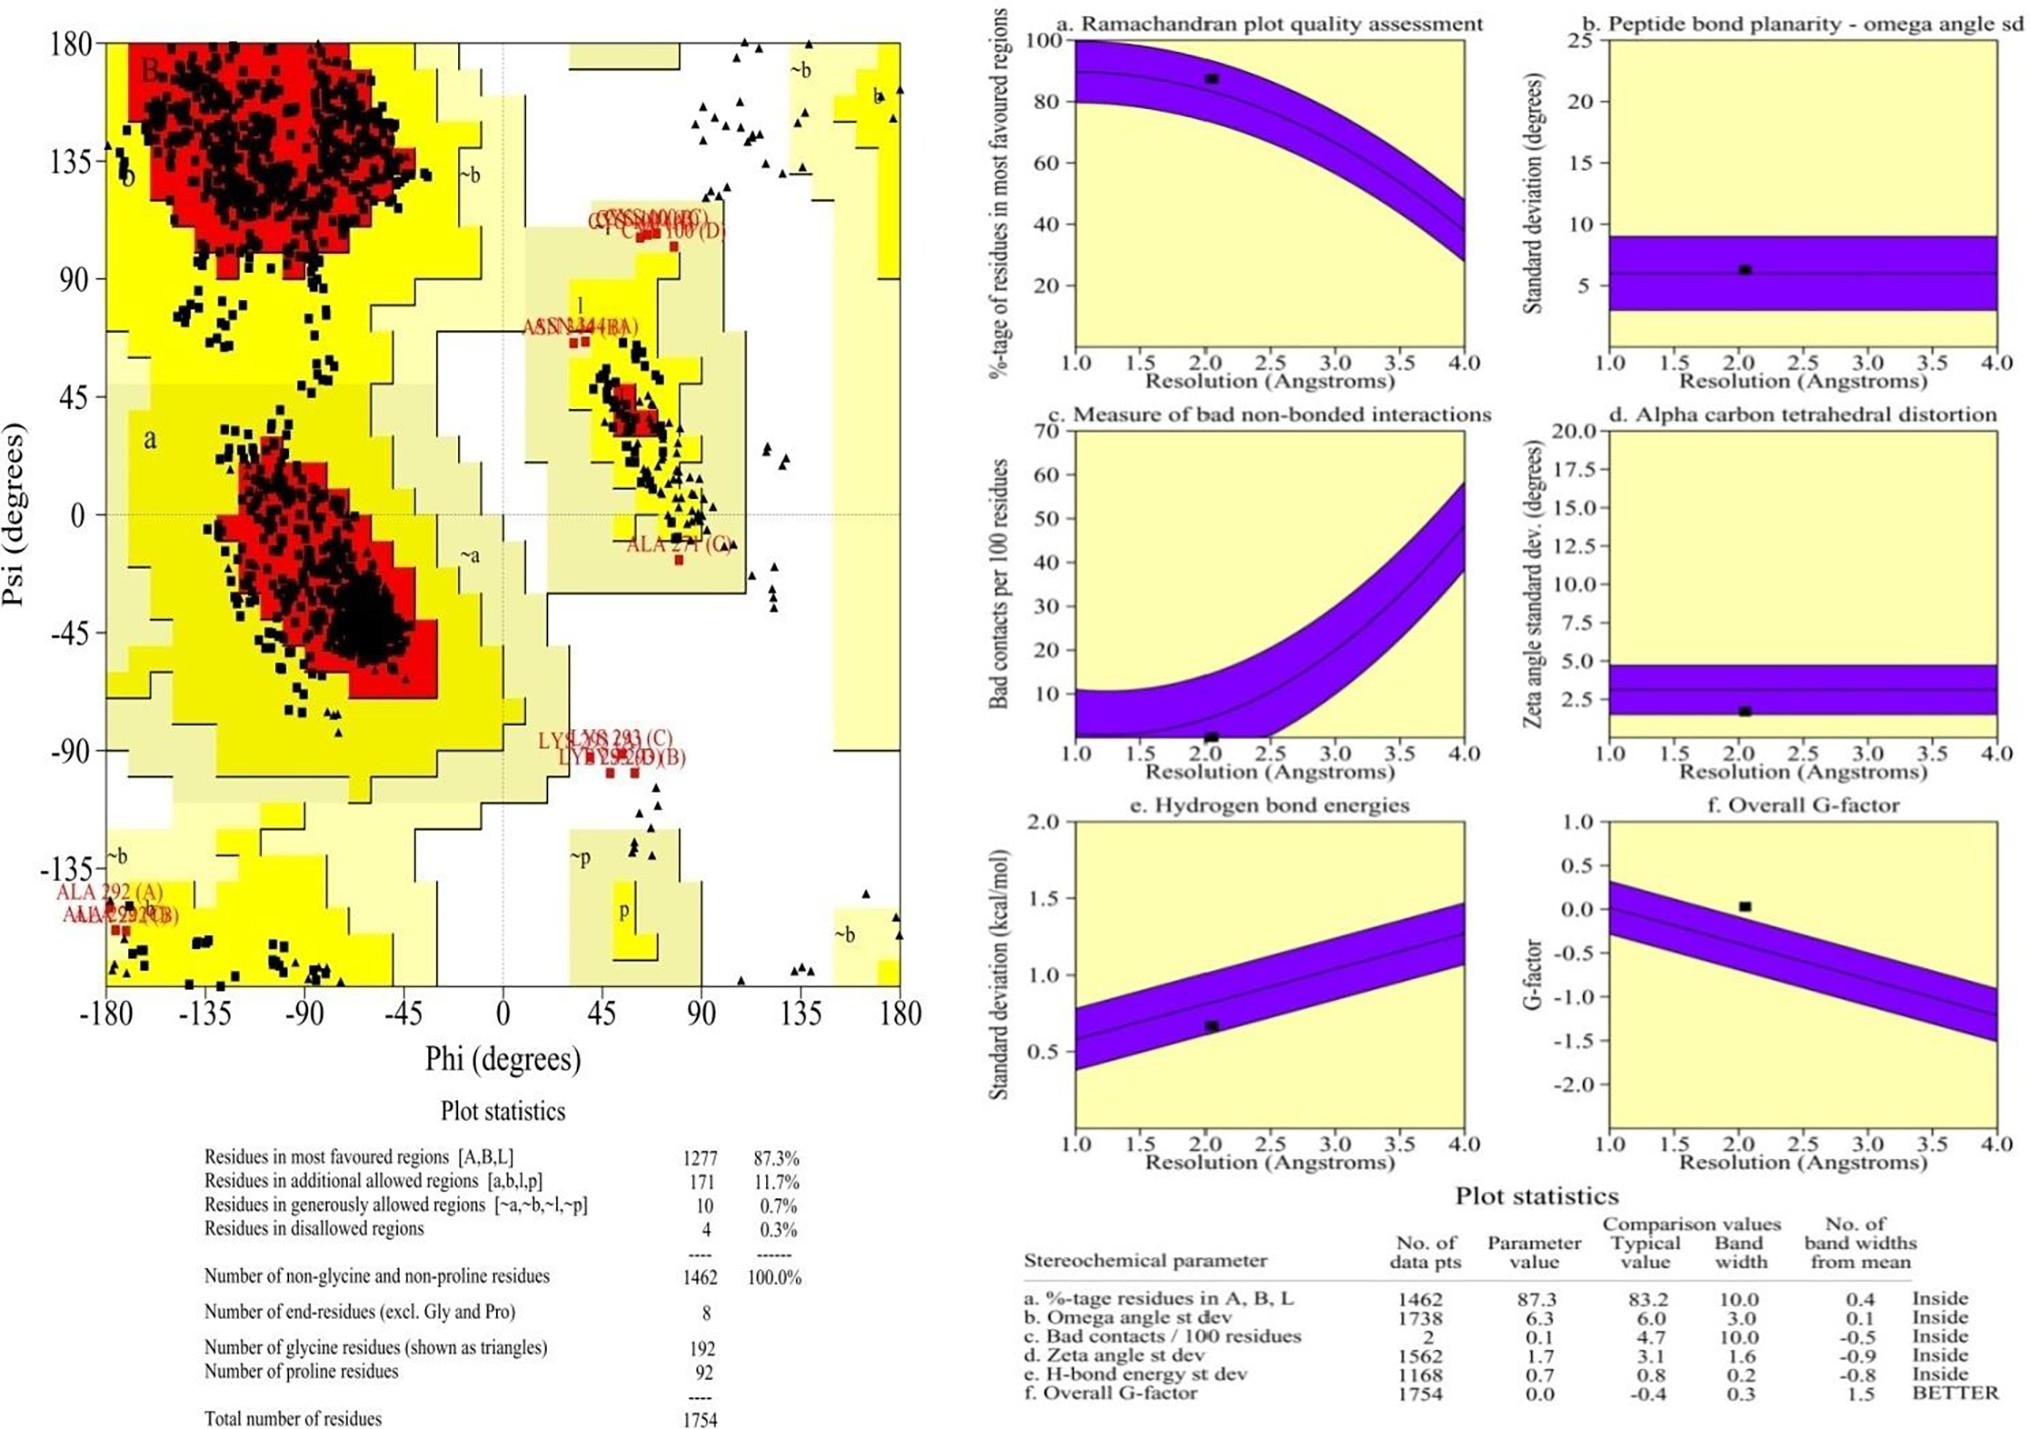 180
135
90
45
0
-45
-90
-135
-180
-135
-90
-45
0
45
90
135
180
Psi (degrees)
Phi (degrees)
B
b
a
~b
~a
~b
b
l
~b
b
~p
p
~b
100 (D)
ALA 271 (C)
293 (C)
ALA 292 (A)
Plot statistics
Residues in most favoured regions [A,B,L] 1277 87.3%
Residues in additional allowed regions [a,b,l,p] 171 11.7%
Residues in generously allowed regions [~a,~b,~l,~p] 10 0.7%
Residues in disallowed regions 4 0.3%
---- ------
Number of non-glycine and non-proline residues 1462 100.0%
Number of end-residues (excl. Gly and Pro) 8
Number of glycine residues (shown as triangles) 192
Number of proline residues 92
----
Total number of residues 1754
a. Ramachandran plot quality assessment
%-tage of residues in most favoured regions
100
80
60
40
20
1.0 1.5 2.0 2.5 3.0 3.5 4.0
Resolution (Angstroms)
b. Peptide bond planarity - omega angle sd
Standard deviation (degrees)
25
20
15
10
5
1.0 1.5 2.0 2.5 3.0 3.5 4.0
Resolution (Angstroms)
c. Measure of bad non-bonded interactions
Bad contacts per 100 residues
70
60
50
40
30
20
10
1.0 1.5 2.0 2.5 3.0 3.5 4.0
Resolution (Angstroms)
d. Alpha carbon tetrahedral distortion
Zeta angle standard dev. (degrees)
20.0
17.5
15.0
12.5
10.0
7.5
5.0
2.5
1.0 1.5 2.0 2.5 3.0 3.5 4.0
Resolution (Angstroms)
e. Hydrogen bond energies
Standard deviation (kcal/mol)
2.0
1.5
1.0
0.5
1.0 1.5 2.0 2.5 3.0 3.5 4.0
Resolution (Angstroms)
f. Overall G-factor
G-factor
1.0
0.5
0.0
-0.5
-1.0
-1.5
-2.0
1.0 1.5 2.0 2.5 3.0 3.5 4.0
Resolution (Angstroms)
Plot statistics
Comparison values No. of
No. of Parameter Typical Band band widths
Stereochemical parameter data pts value value width from mean
a. %-tage residues in A, B, L 1462 87.3 83.2 10.0 0.4 Inside
b. Omega angle st dev 1738 6.3 6.0 3.0 0.1 Inside
c. Bad contacts / 100 residues 2 0.1 4.7 10.0 -0.5 Inside
d. Zeta angle st dev 1562 1.7 3.1 1.6 -0.9 Inside
e. H-bond energy st dev 1168 0.7 0.8 0.2 -0.8 Inside
f. Overall G-factor 1754 0.0 -0.4 0.3 1.5 BETTER